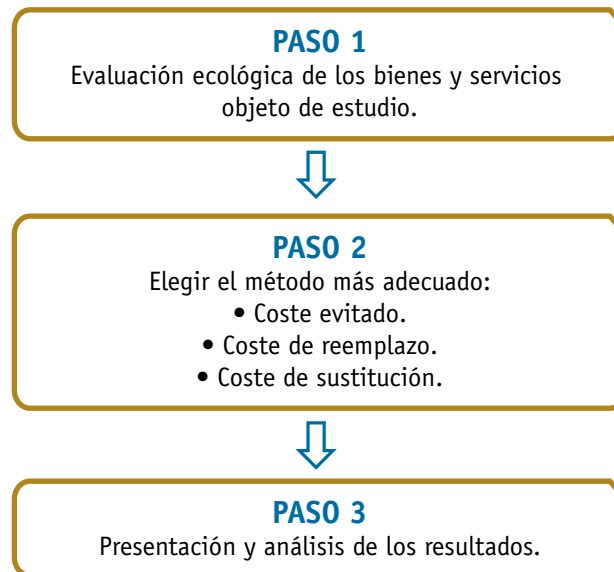 PASO 1
Evaluación ecológica de los bienes y servicios
objeto de estudio.
PASO 2
Elegir el método más adecuado:
• Coste evitado.
• Coste de reemplazo.
• Coste de sustitución.
PASO 3
Presentación y análisis de los resultados.